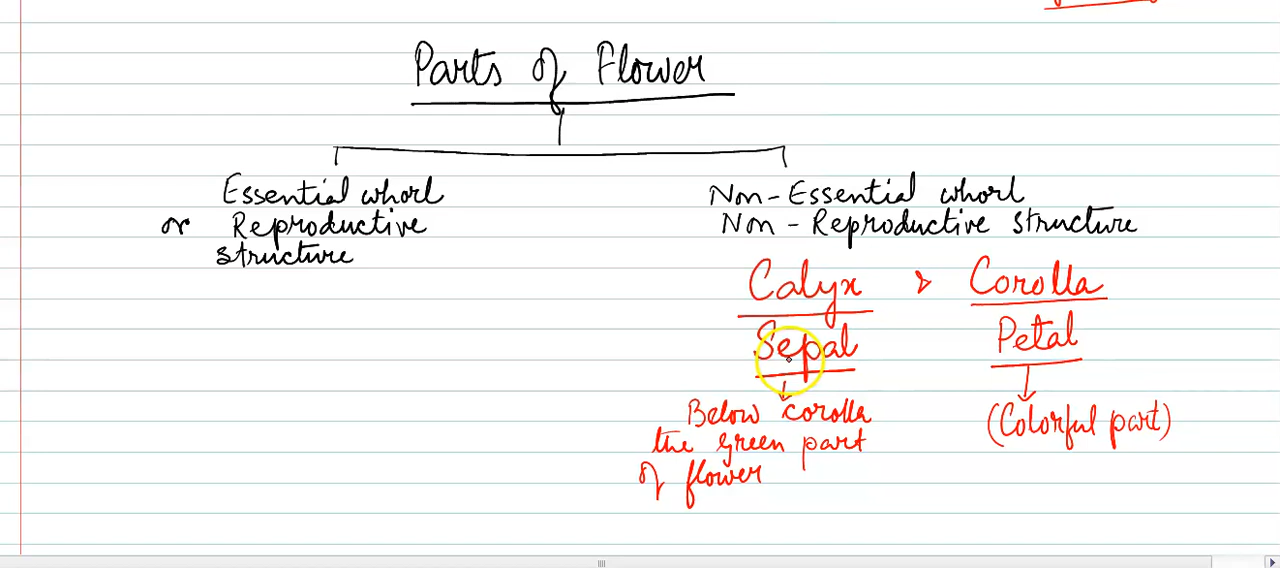 Parts of Flower
Essential whorl
or Reproductive
structure
Non-Essential whorl
Non-Reproductive structure
Calyx > Corolla
Sepal
Petal
Below corolla
the green part
of flower
(Colorful part)